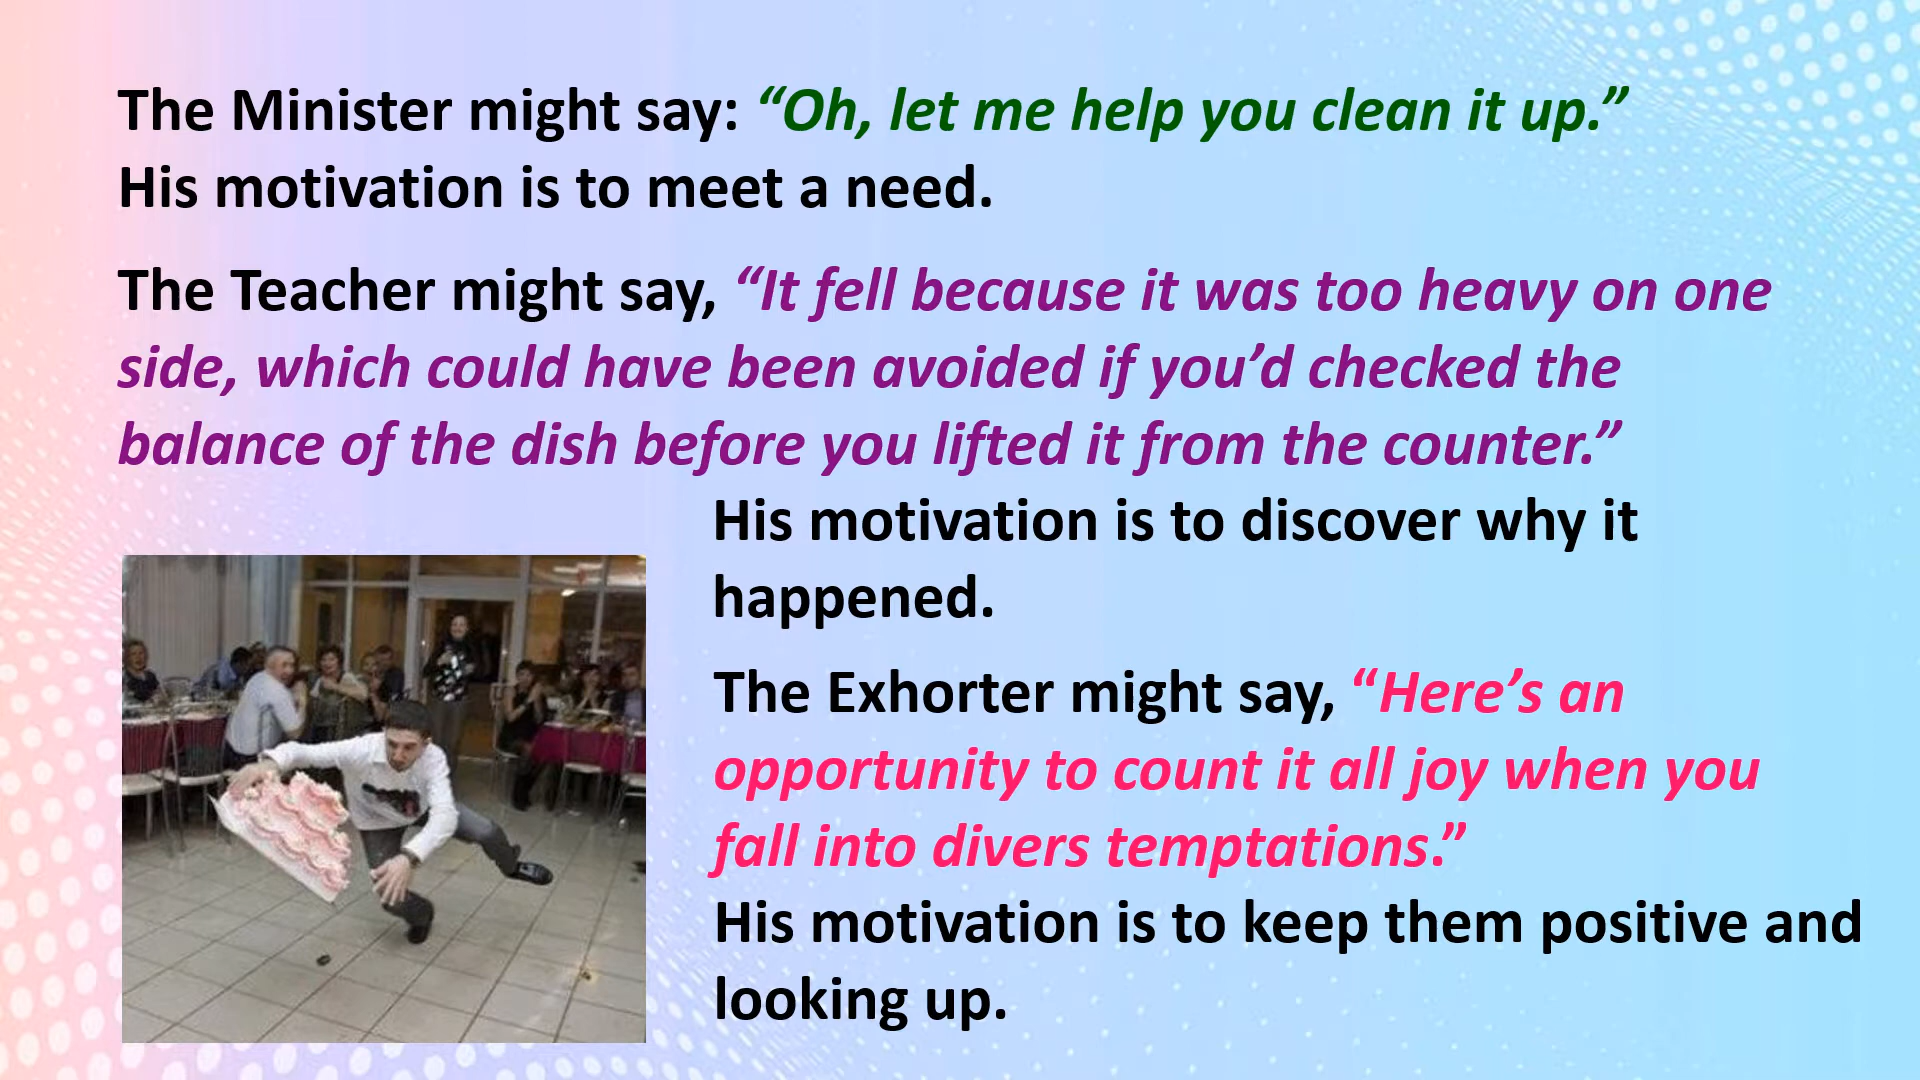 The Minister might say: “Oh, let me help you clean it up.”
His motivation is to meet a need.
The Teacher might say, “It fell because it was too heavy on one
side, which could have been avoided if you’d checked the
balance of the dish before you lifted it from the counter.”
His motivation is to discover why it
happened.
The Exhorter might say, “Here’s an
opportunity to count it all joy when you
fall into divers temptations.”
His motivation is to keep them positive and
looking up.